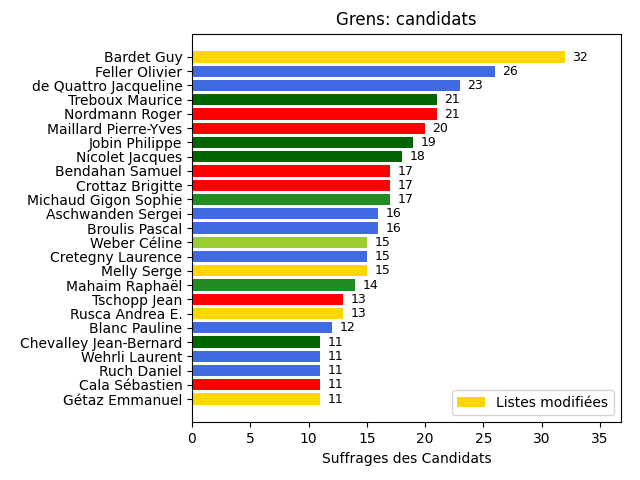 Grens: candidats
Bardet Guy 32
Feller Olivier 26
de Quattro Jacqueline 23
Treboux Maurice 21
Nordmann Roger 21
Maillard Pierre-Yves 20
Jobin Philippe 19
Nicolet Jacques 18
Bendahan Samuel 17
Crottaz Brigitte 17
Michaud Gigon Sophie 17
Aschwanden Sergei 16
Broulis Pascal 16
Weber Céline 15
Cretegny Laurence 15
Melly Serge 15
Mahaim Raphaël 14
Tschopp Jean 13
Rusca Andrea E. 13
Blanc Pauline 12
Chevalley Jean-Bernard 11
Wehrli Laurent 11
Ruch Daniel 11
Cala Sébastien 11
Gétaz Emmanuel 11
Listes modifiées
0 5 10 15 20 25 30 35
Suffrages des Candidats